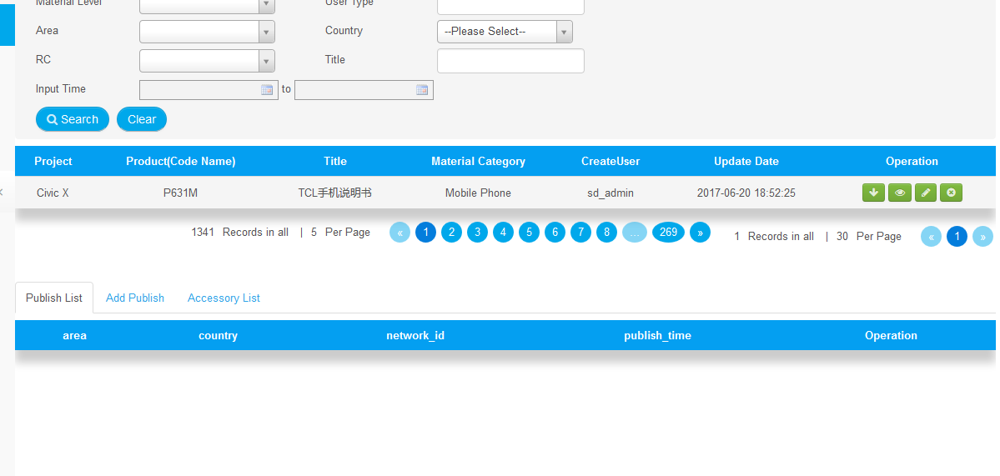 Material Level User Type
Area Country --Please Select--
RC Title
Input Time to
Search Clear
Project Product(Code Name) Title Material Category CreateUser Update Date Operation
Civic X P631M TCL手机说明书 Mobile Phone sd_admin 2017-06-20 18:52:25
1341 Records in all | 5 Per Page « 1 2 3 4 5 6 7 8 ... 269 » 1 Records in all | 30 Per Page « 1 »
Publish List Add Publish Accessory List
area country network_id publish_time Operation